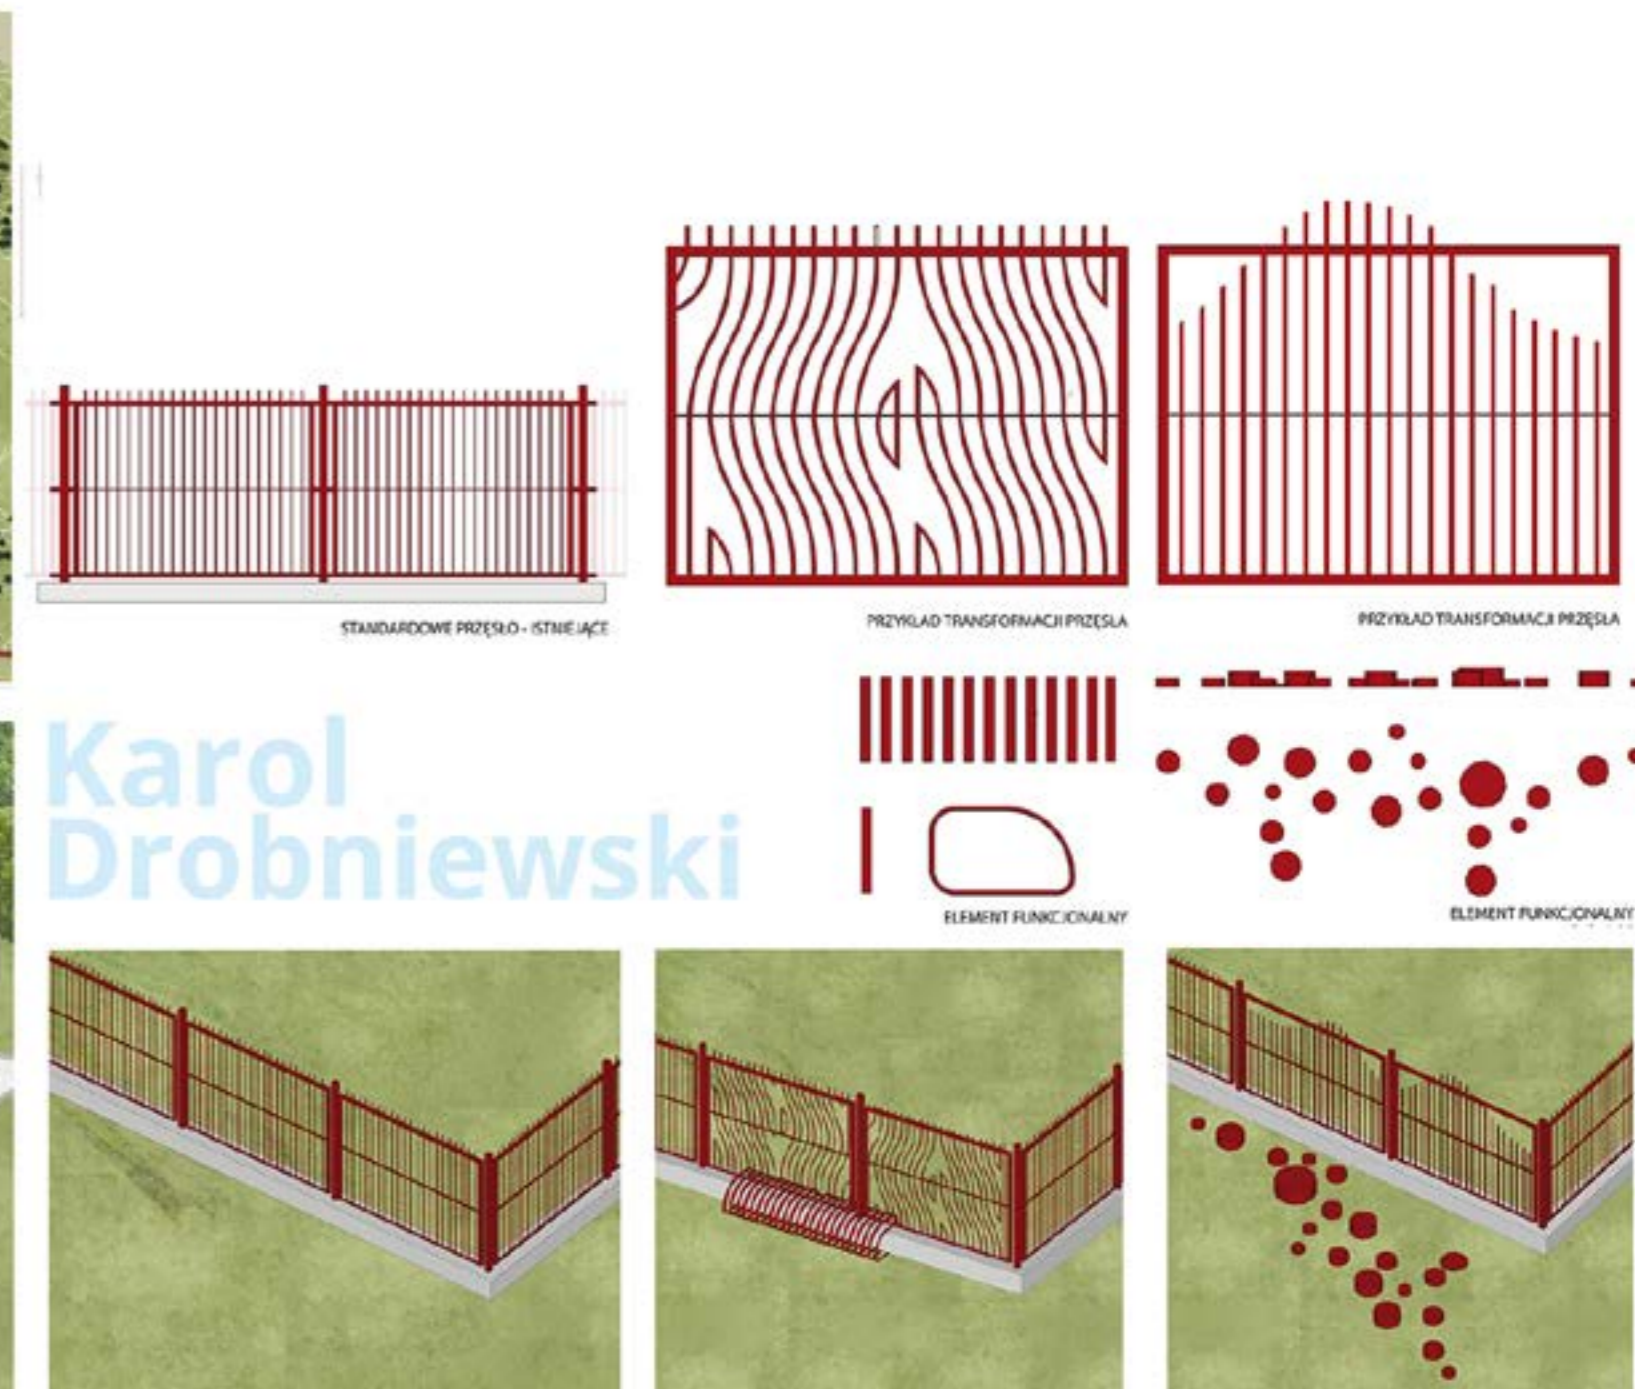 STANDARDOWE PRZĘSŁO - ISTNIEJĄCE
PRZYKŁAD TRANSFORMACJI PRZĘSŁA
PRZYKŁAD TRANSFORMACJI PRZĘSŁA
Karol
Drobniewski
ELEMENT FUNKCJONALNY
ELEMENT FUNKCJONALNY